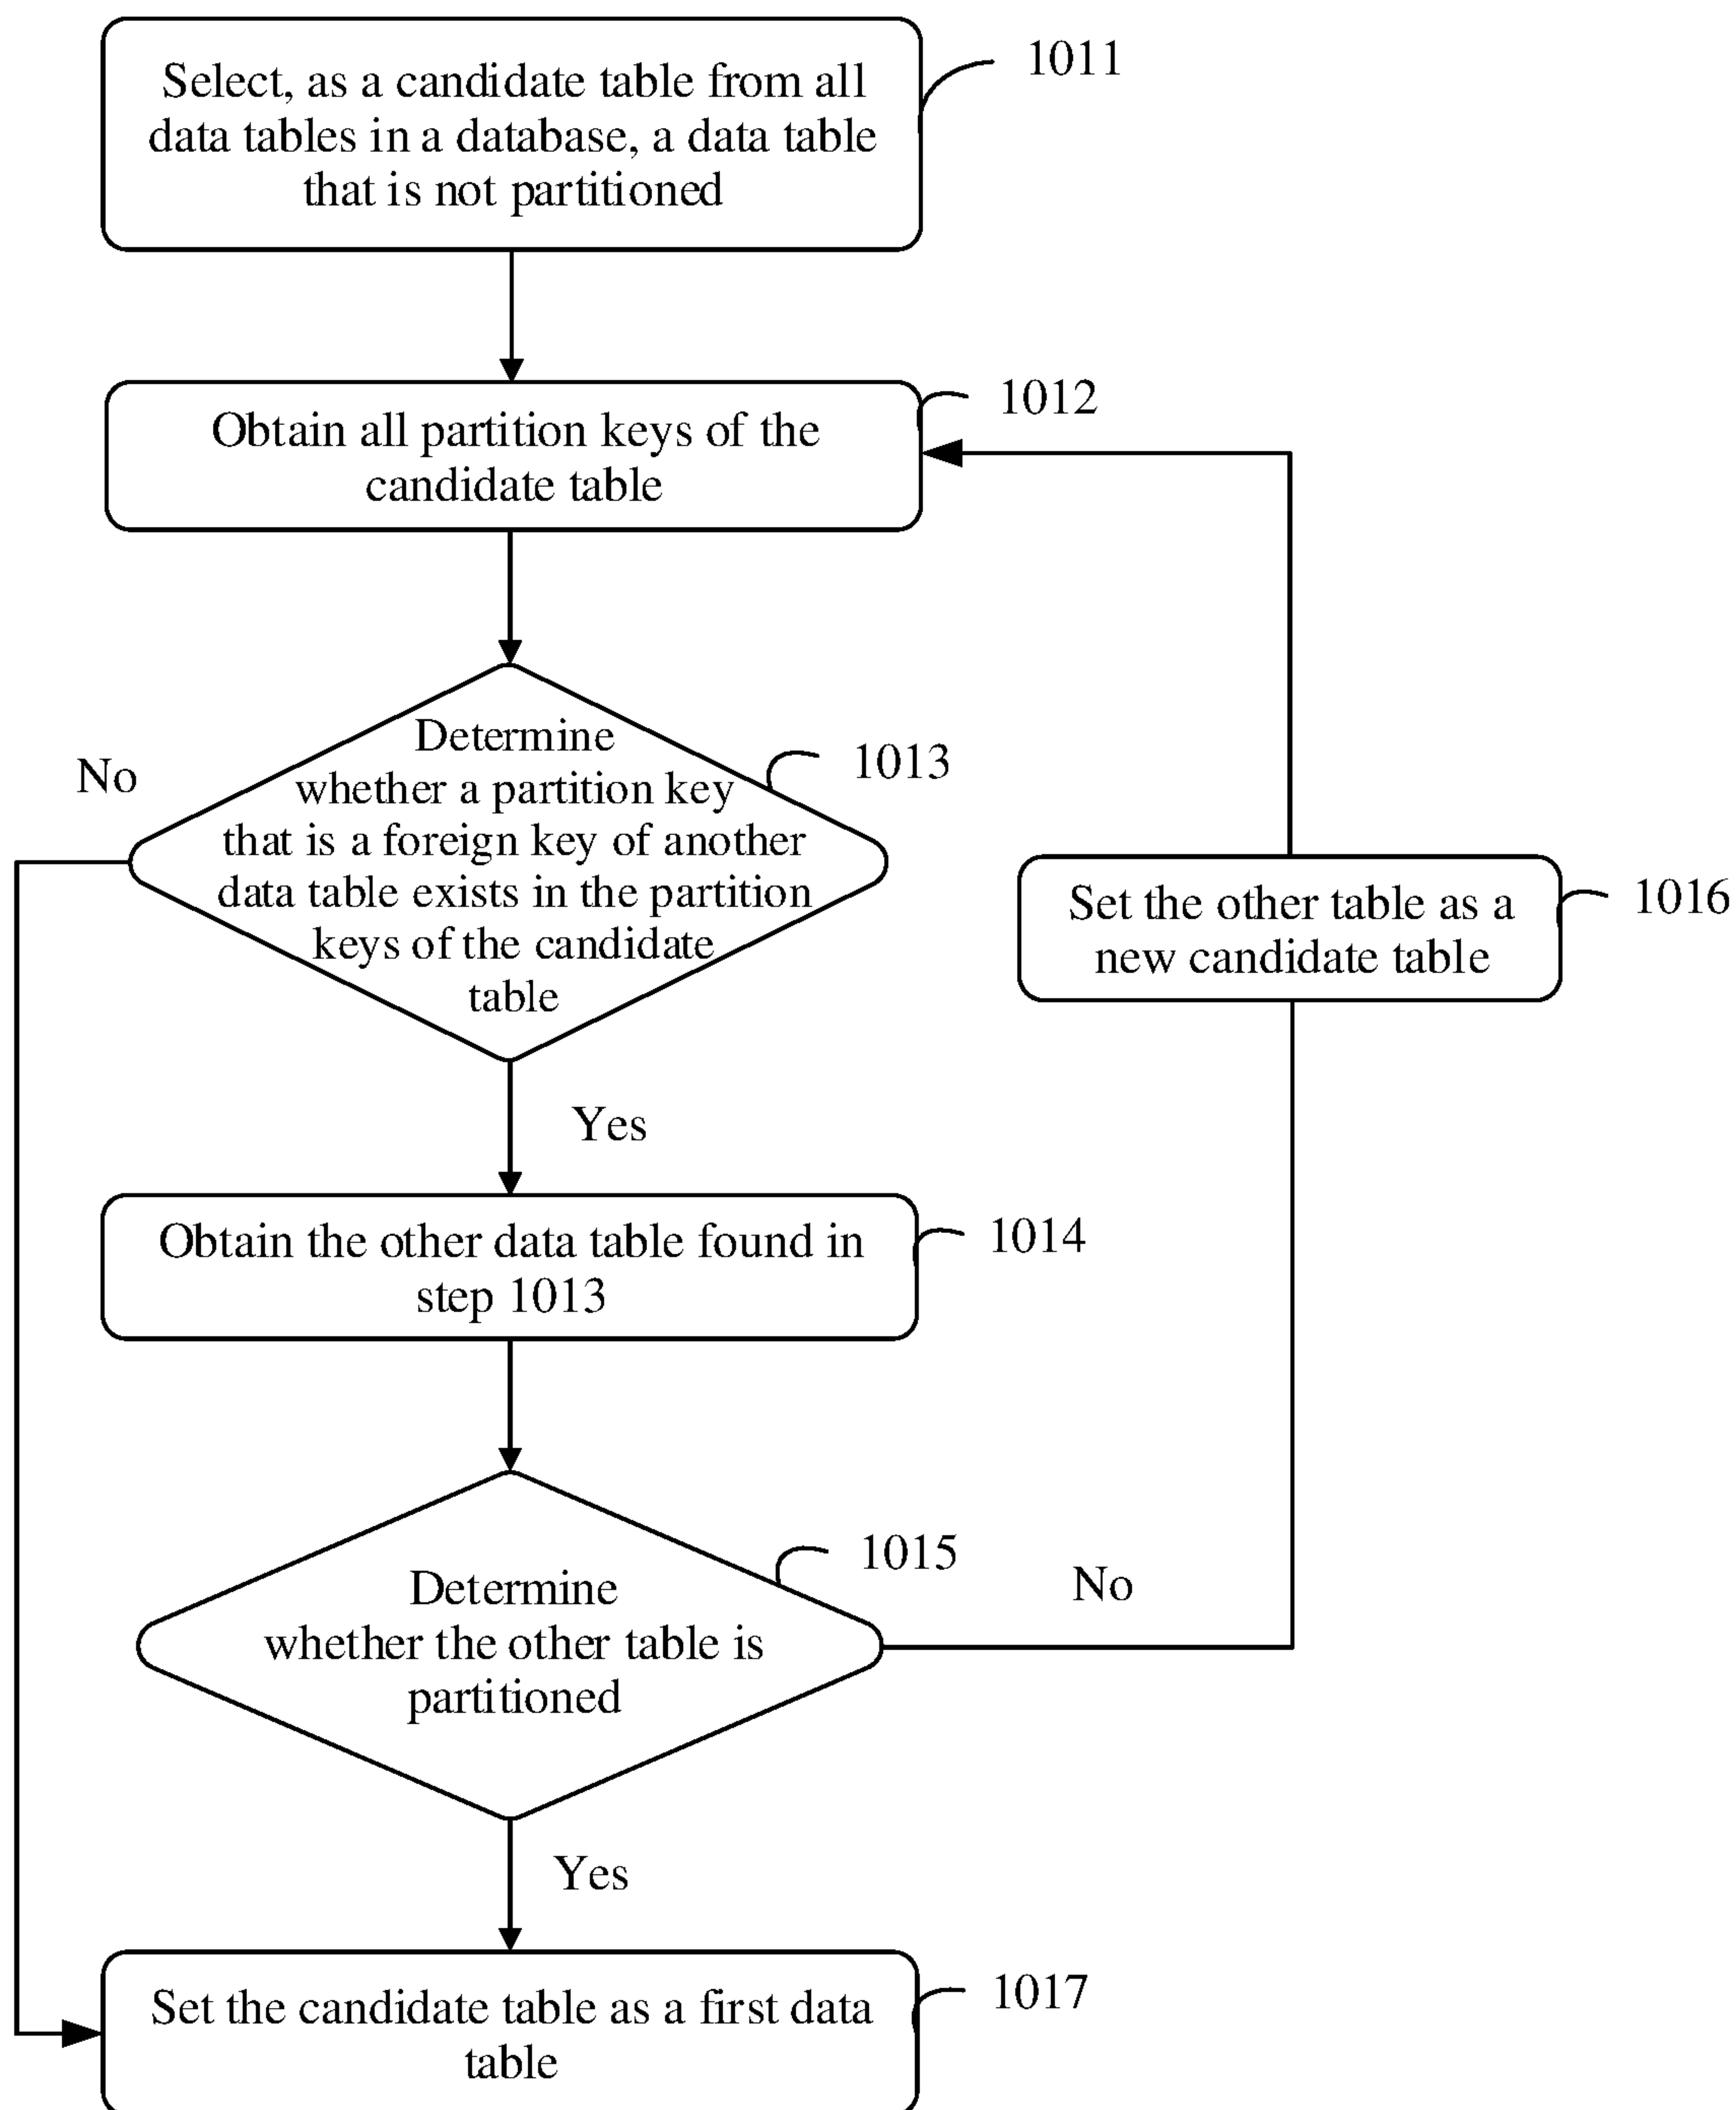 Select, as a candidate table from all
data tables in a database, a data table
that is not partitioned
1011
Obtain all partition keys of the
candidate table
1012
Determine
whether a partition key
that is a foreign key of another
data table exists in the partition
keys of the candidate
table
1013
No
Set the other table as a
new candidate table
1016
Yes
Obtain the other data table found in
step 1013
1014
Determine
whether the other table is
partitioned
1015
No
Yes
Set the candidate table as a first data
table
1017